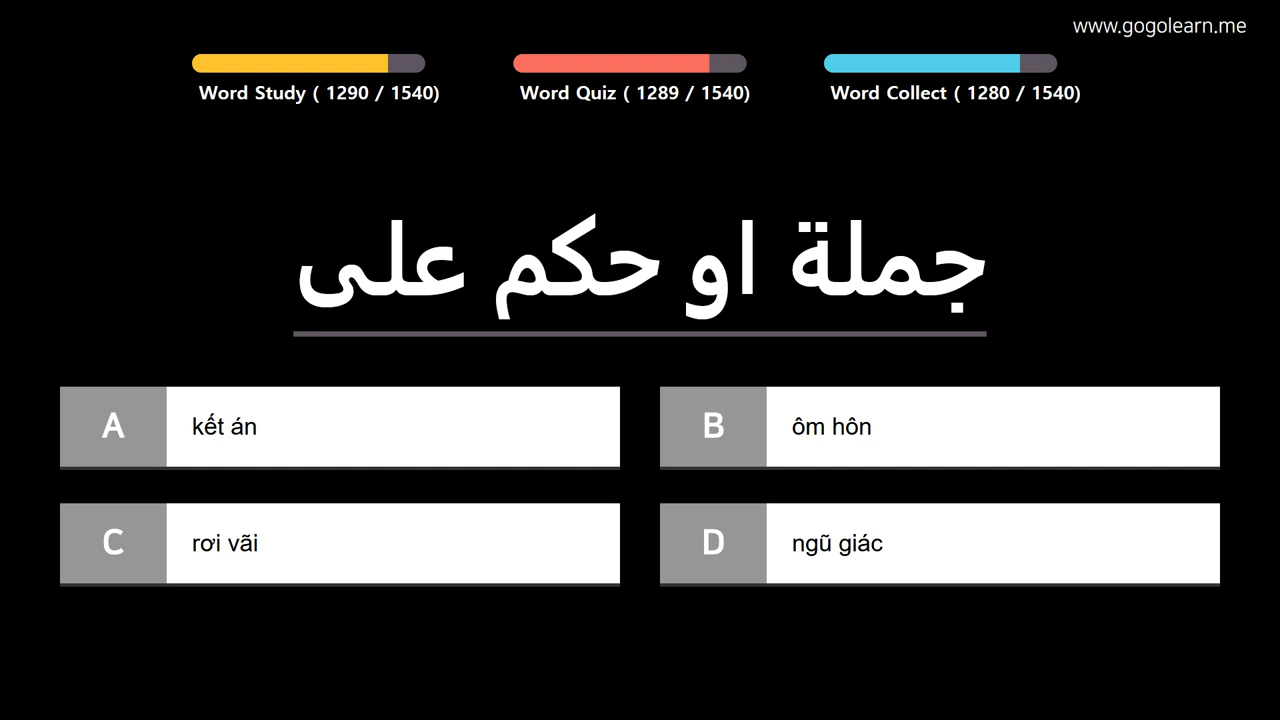 www.gogolearn.me
Word Study ( 1290 / 1540)
Word Quiz ( 1289 / 1540)
Word Collect ( 1280 / 1540)
جملة او حكم على
A
kết án
B
ôm hôn
C
rơi vãi
D
ngũ giác